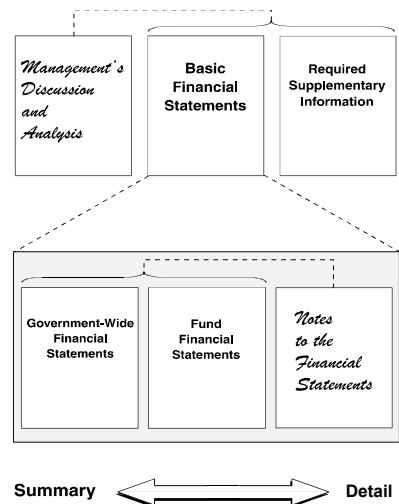 Management's
Discussion
and
Analysis
Basic
Financial
Statements
Required
Supplementary
Information
Government-Wide
Financial
Statements
Fund
Financial
Statements
Notes
to the
Financial
Statements
Summary
Detail